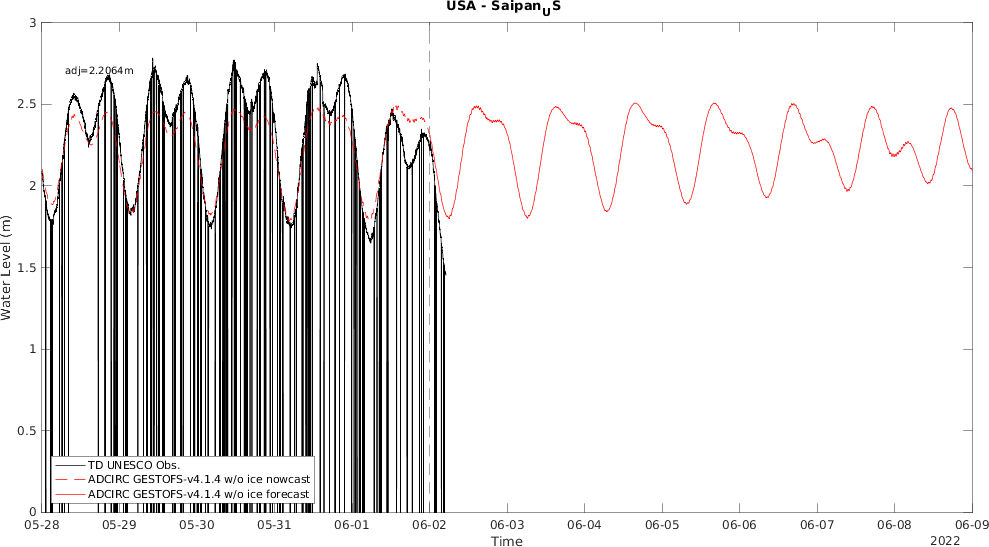 USA - Saipan_US
3
2.5
2
1.5
1
0.5
0
Water Level (m)
adj=2.2064m
TD UNESCO Obs.
ADCIRC GESTOFS-v4.1.4 w/o ice nowcast
ADCIRC GESTOFS-v4.1.4 w/o ice forecast
05-28 05-29 05-30 05-31 06-01 06-02 06-03 06-04 06-05 06-06 06-07 06-08 06-09
Time
2022